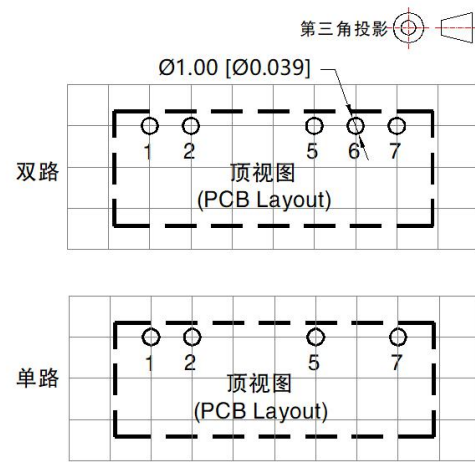 第三角投影
Ø1.00 [Ø0.039]
1 2 5 6 7
双路
顶视图
(PCB Layout)
1 2 5 7
单路
顶视图
(PCB Layout)